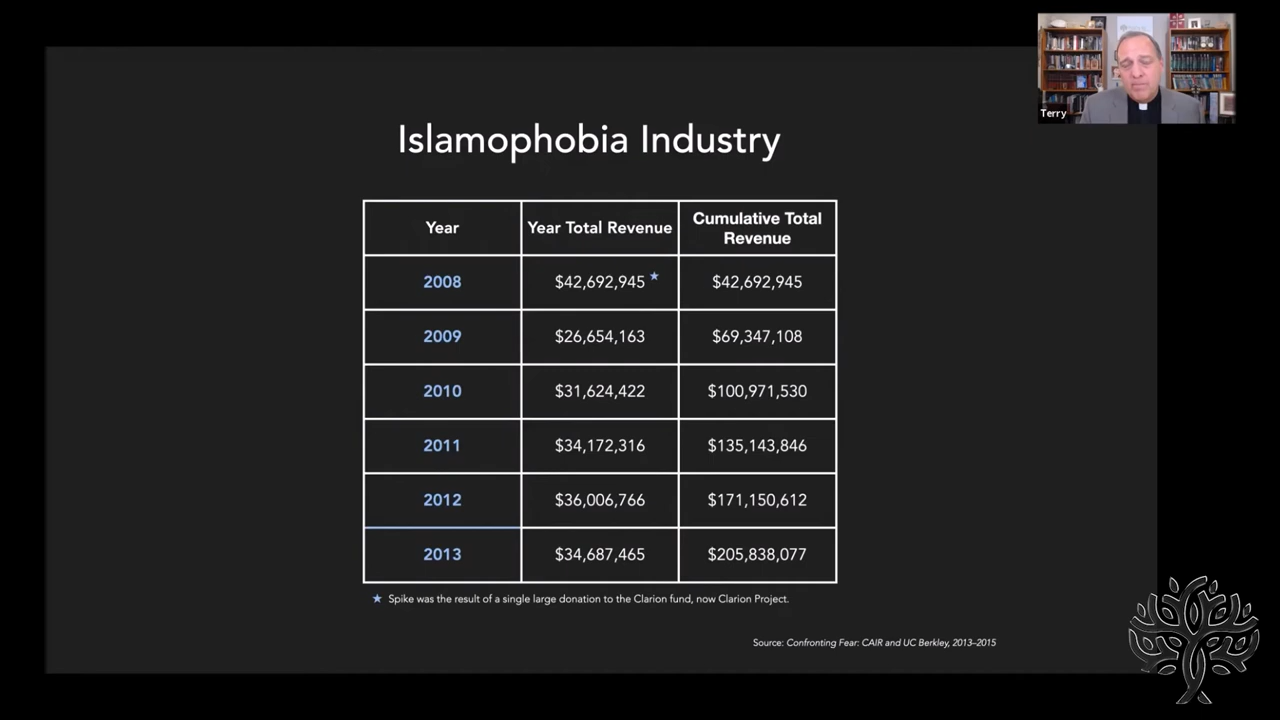 Terry
Islamophobia Industry
Year Year Total Revenue Cumulative Total
Revenue
2008 $42,692,945 ★ $42,692,945
2009 $26,654,163 $69,347,108
2010 $31,624,422 $100,971,530
2011 $34,172,316 $135,143,846
2012 $36,006,766 $171,150,612
2013 $34,687,465 $205,838,077
★ Spike was the result of a single large donation to the Clarion fund, now Clarion Project.
Source: Confronting Fear: CAIR and UC Berkley, 2013–2015